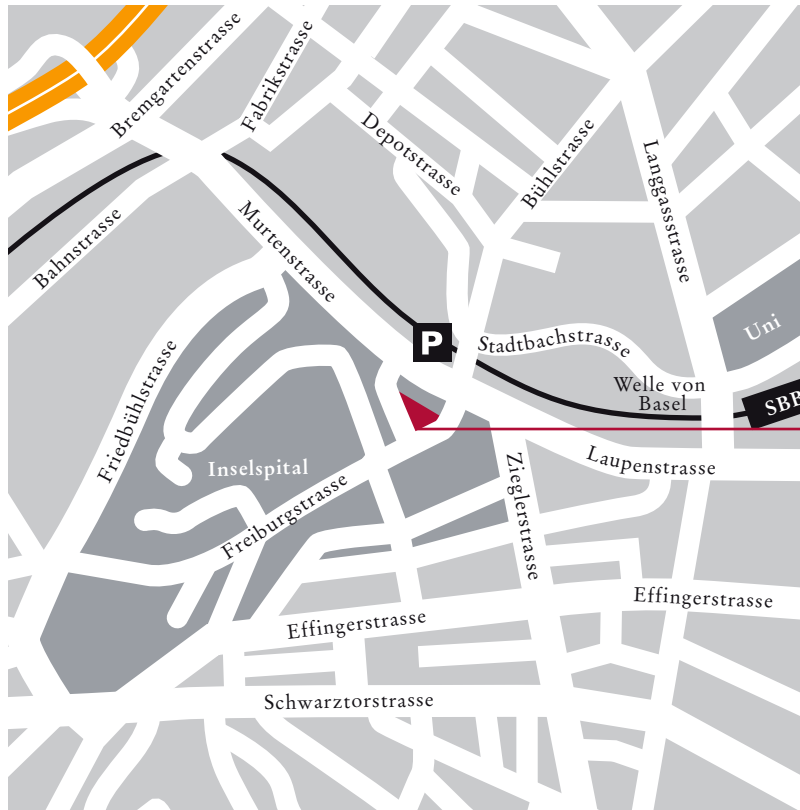 Bremgartenstrasse
Fabrikstrasse
Depotstrasse
Bühlstrasse
Langgassstrasse
Bahnstrasse
Murtenstrasse
Uni
P
Stadtbachstrasse
Friedbühlstrasse
Welle von
Basel
SBB
Inselspital
Laupenstrasse
Zieglerstrasse
Freiburgstrasse
Effingerstrasse
Effingerstrasse
Schwarztorstrasse